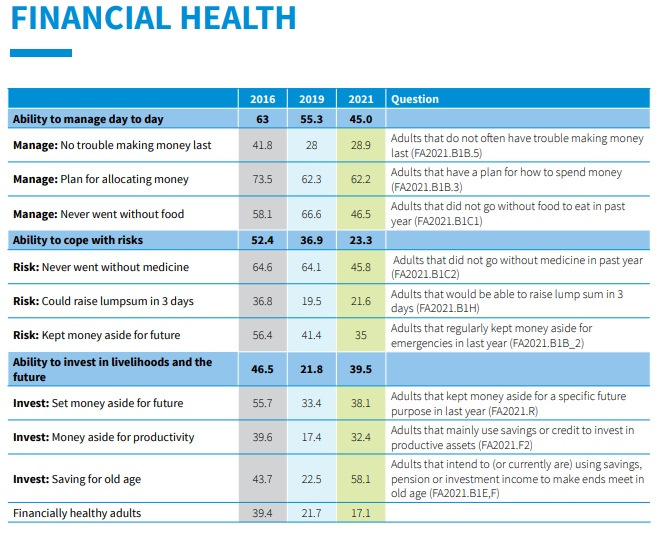 FINANCIAL HEALTH
2016 2019 2021 Question
Ability to manage day to day 63 55.3 45.0
Manage: No trouble making money last 41.8 28 28.9 Adults that do not often have trouble making money
last (FA2021.B1B.5)
Manage: Plan for allocating money 73.5 62.3 62.2 Adults that have a plan for how to spend money
(FA2021.B1B.3)
Manage: Never went without food 58.1 66.6 46.5 Adults that did not go without food to eat in past
year (FA2021.B1C1)
Ability to cope with risks 52.4 36.9 23.3
Risk: Never went without medicine 64.6 64.1 45.8 Adults that did not go without medicine in past year
(FA2021.B1C2)
Risk: Could raise lumpsum in 3 days 36.8 19.5 21.6 Adults that would be able to raise lump sum in 3
days (FA2021.B1H)
Risk: Kept money aside for future 56.4 41.4 35 Adults that regularly kept money aside for
emergencies in last year (FA2021.B1B_2)
Ability to invest in livelihoods and the
future 46.5 21.8 39.5
Invest: Set money aside for future 55.7 33.4 38.1 Adults that kept money aside for a specific future
purpose in last year (FA2021.R)
Invest: Money aside for productivity 39.6 17.4 32.4 Adults that mainly use savings or credit to invest in
productive assets (FA2021.F2)
Invest: Saving for old age 43.7 22.5 58.1 Adults that intend to (or currently are) using savings,
pension or investment income to make ends meet in
old age (FA2021.B1E,F)
Financially healthy adults 39.4 21.7 17.1